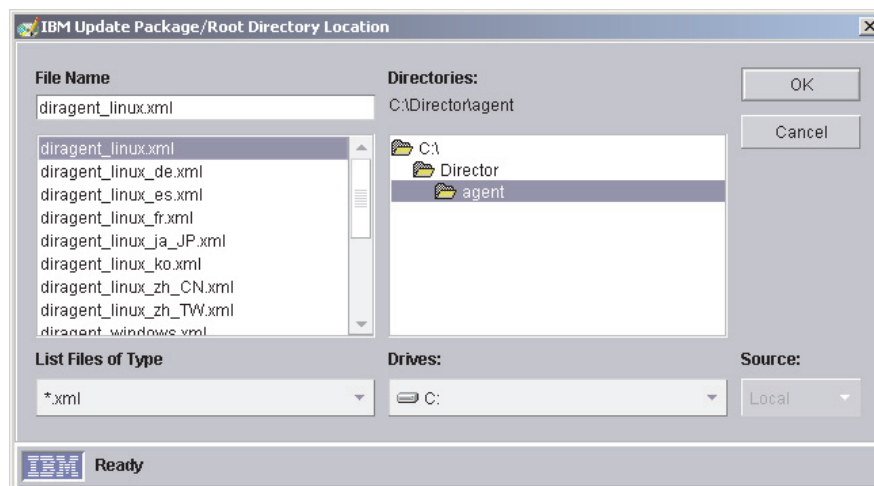 IBM Update Package/Root Directory Location
File Name
diragent_linux.xml
diragent_linux.xml
diragent_linux_de.xml
diragent_linux_es.xml
diragent_linux_fr.xml
diragent_linux_ja_JP.xml
diragent_linux_ko.xml
diragent_linux_zh_CN.xml
diragent_linux_zh_TW.xml
diragent_windows.xml
List Files of Type
*.xml
Directories:
C:\Director\agent
C:\
Director
agent
Drives:
C:
OK
Cancel
Source:
Local
IBM
Ready